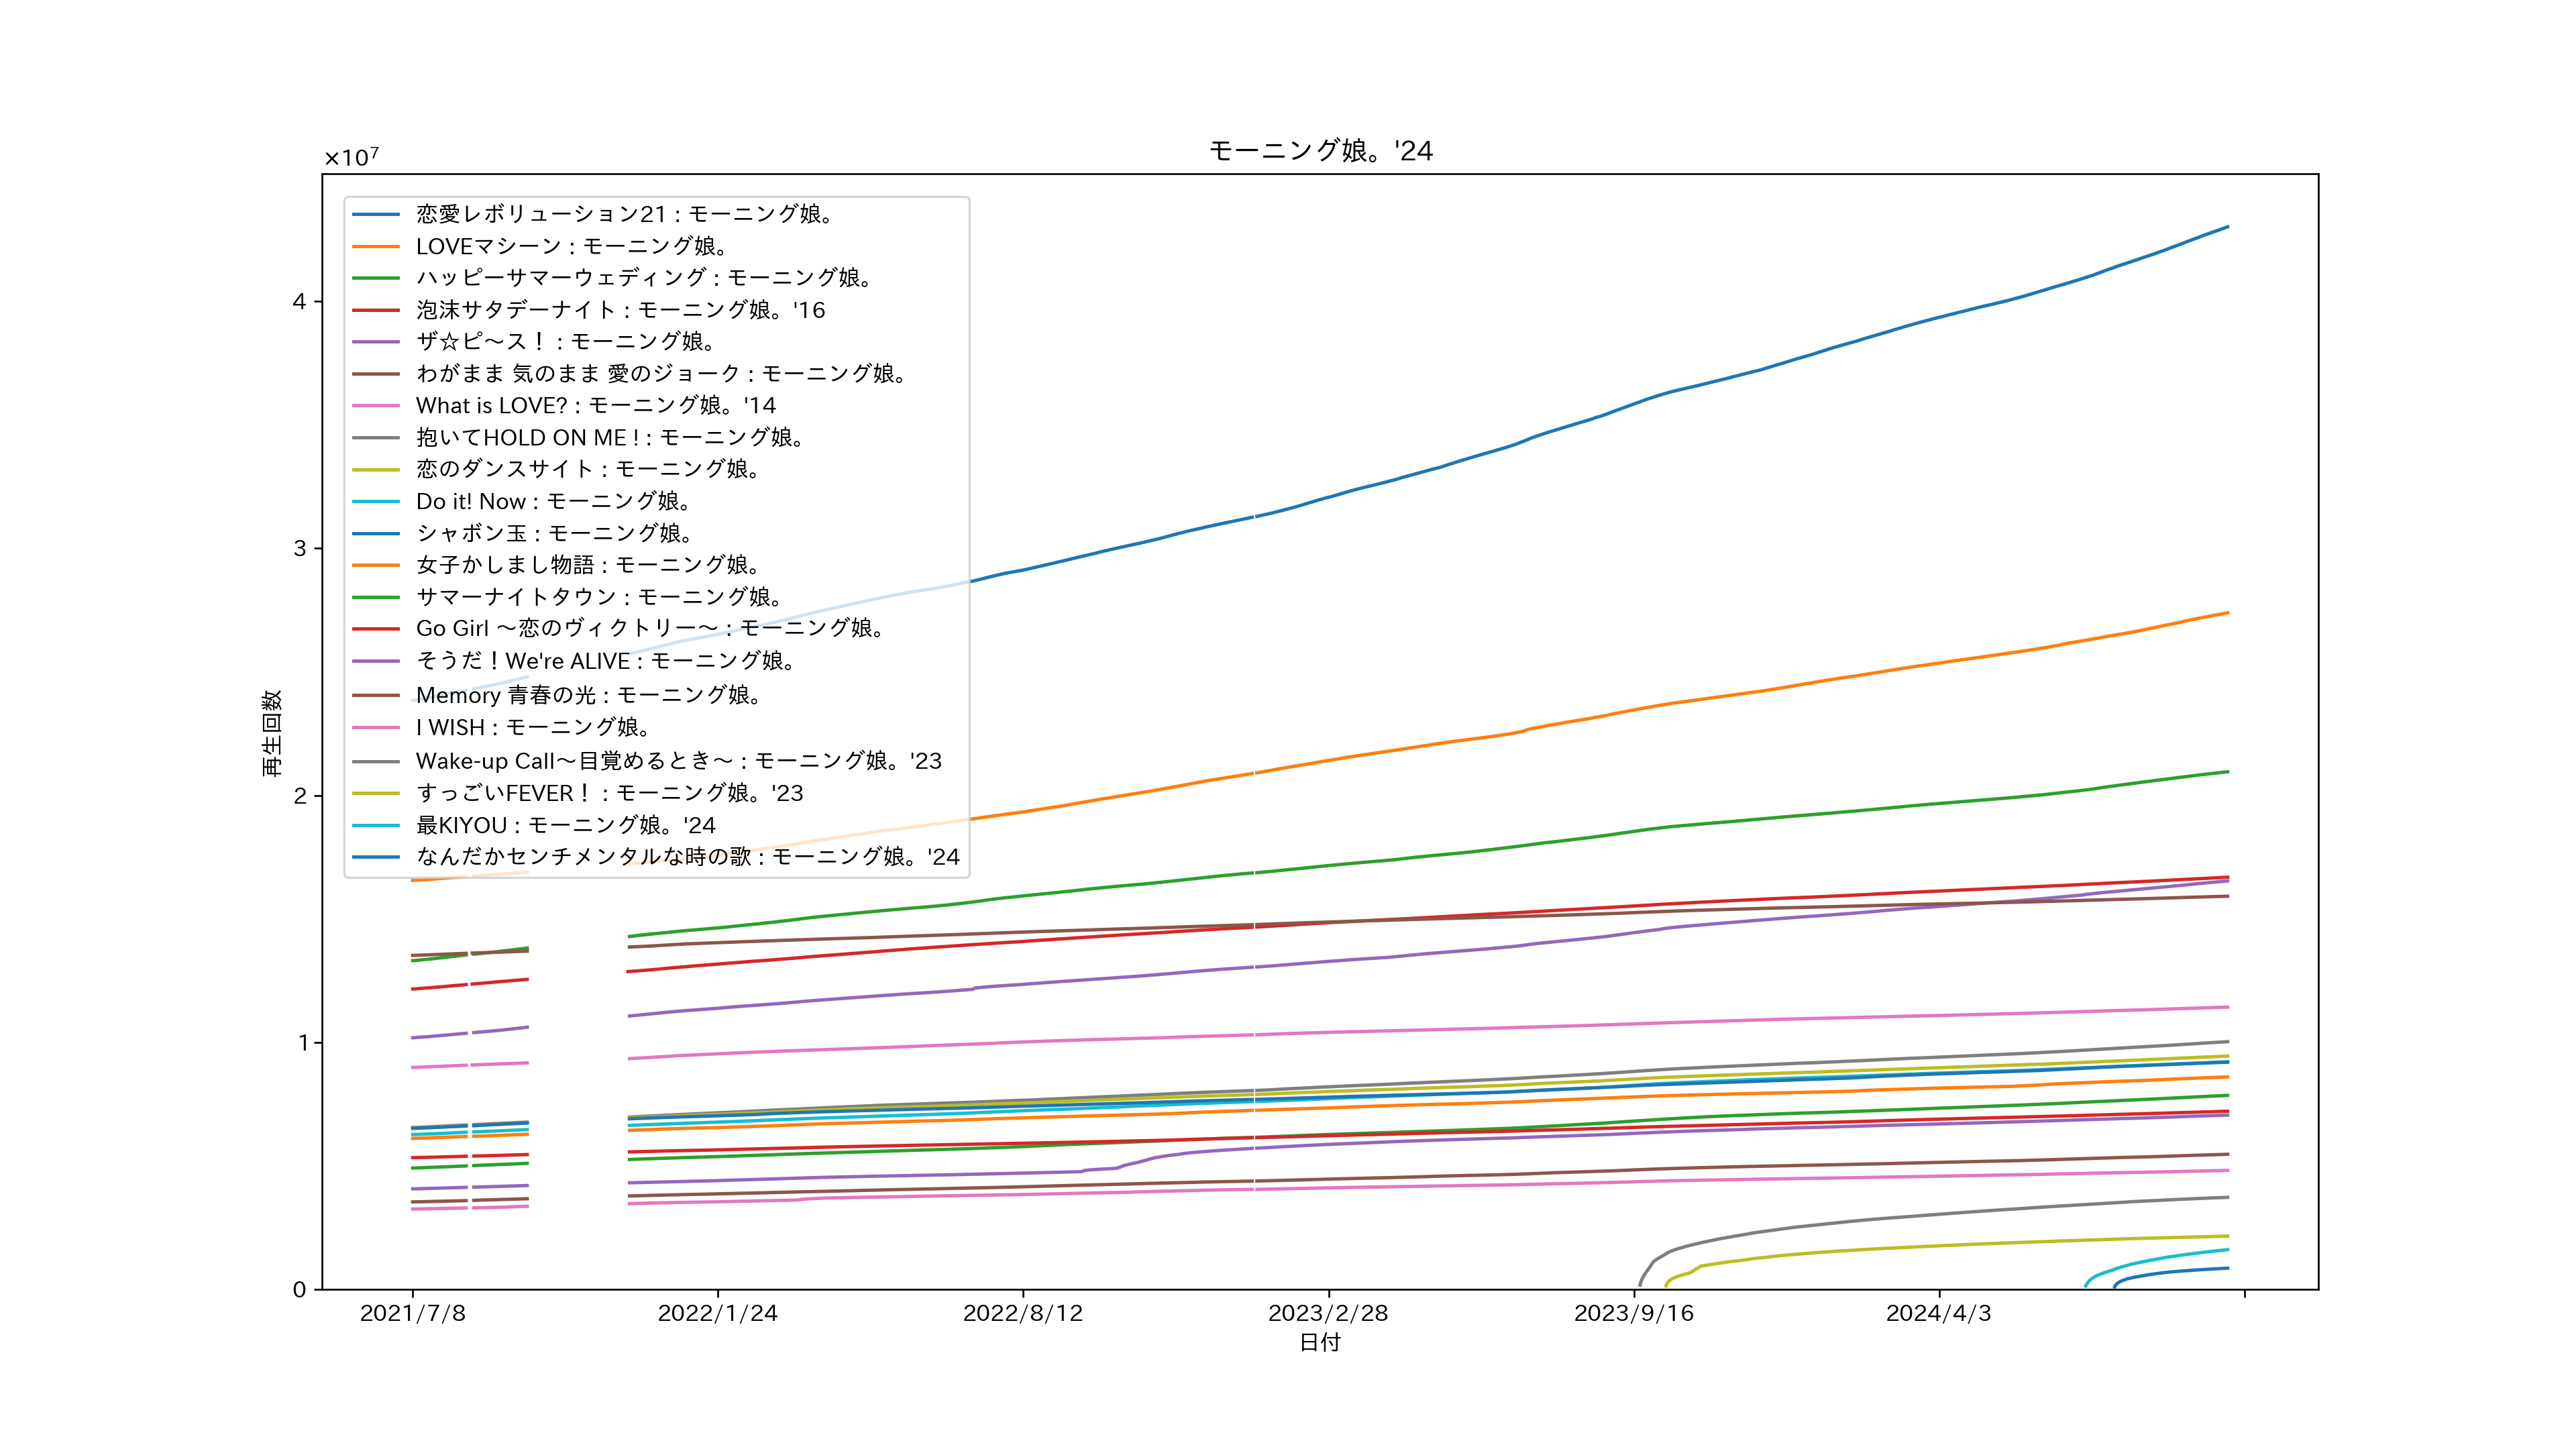 モーニング娘。'24
×10⁷
恋愛レボリューション21 : モーニング娘。
LOVEマシーン : モーニング娘。
ハッピーサマーウェディング : モーニング娘。
泡沫サタデーナイト : モーニング娘。'16
ザ☆ピ〜ス！ : モーニング娘。
わがまま 気のまま 愛のジョーク : モーニング娘。
What is LOVE? : モーニング娘。'14
抱いてHOLD ON ME ! : モーニング娘。
恋のダンスサイト : モーニング娘。
Do it! Now : モーニング娘。
シャボン玉 : モーニング娘。
女子かしまし物語 : モーニング娘。
サマーナイトタウン : モーニング娘。
Go Girl 〜恋のヴィクトリー〜 : モーニング娘。
そうだ！We're ALIVE : モーニング娘。
Memory 青春の光 : モーニング娘。
I WISH : モーニング娘。
Wake-up Call〜目覚めるとき〜 : モーニング娘。'23
すっごいFEVER！ : モーニング娘。'23
最KIYOU : モーニング娘。'24
なんだかセンチメンタルな時の歌 : モーニング娘。'24
4
3
2
1
0
再生回数
2021/7/8
2022/1/24
2022/8/12
2023/2/28
2023/9/16
2024/4/3
日付